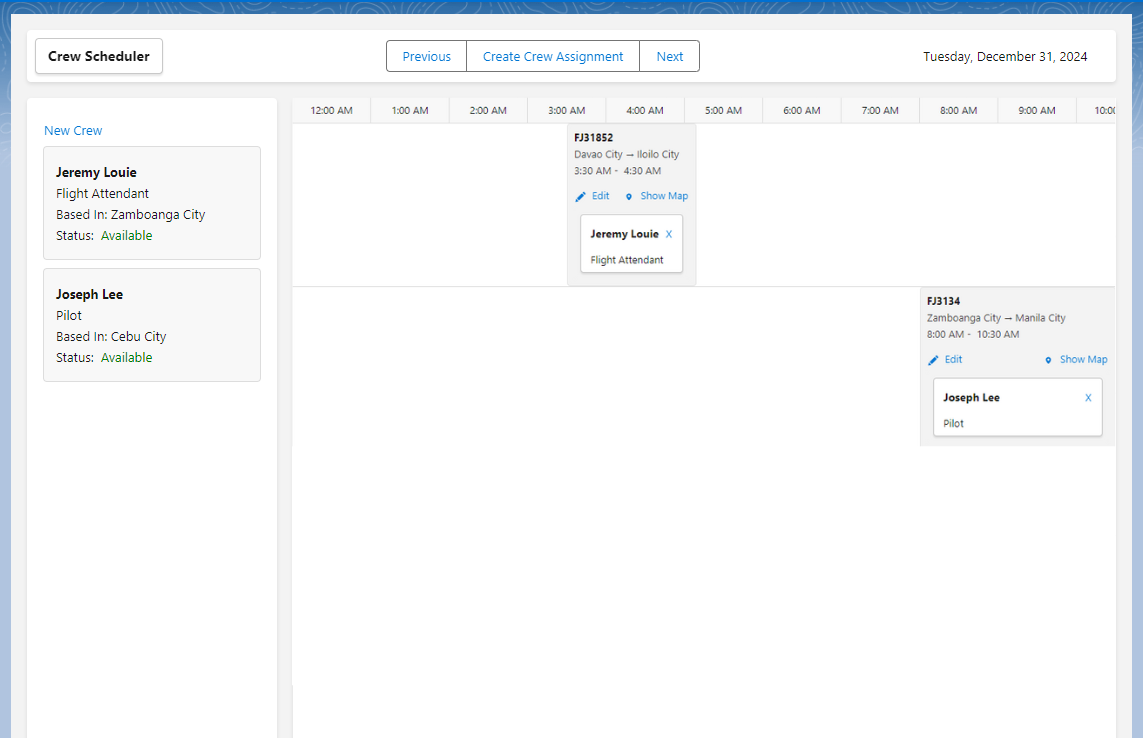 Crew Scheduler
Previous
Create Crew Assignment
Next
Tuesday, December 31, 2024
New Crew
Jeremy Louie
Flight Attendant
Based In: Zamboanga City
Status: Available
Joseph Lee
Pilot
Based In: Cebu City
Status: Available
12:00 AM 1:00 AM 2:00 AM 3:00 AM 4:00 AM 5:00 AM 6:00 AM 7:00 AM 8:00 AM 9:00 AM 10:00
FJ31852
Davao City → Iloilo City
3:30 AM - 4:30 AM
Edit Show Map
Jeremy Louie X
Flight Attendant
FJ3134
Zamboanga City → Manila City
8:00 AM - 10:30 AM
Edit Show Map
Joseph Lee X
Pilot